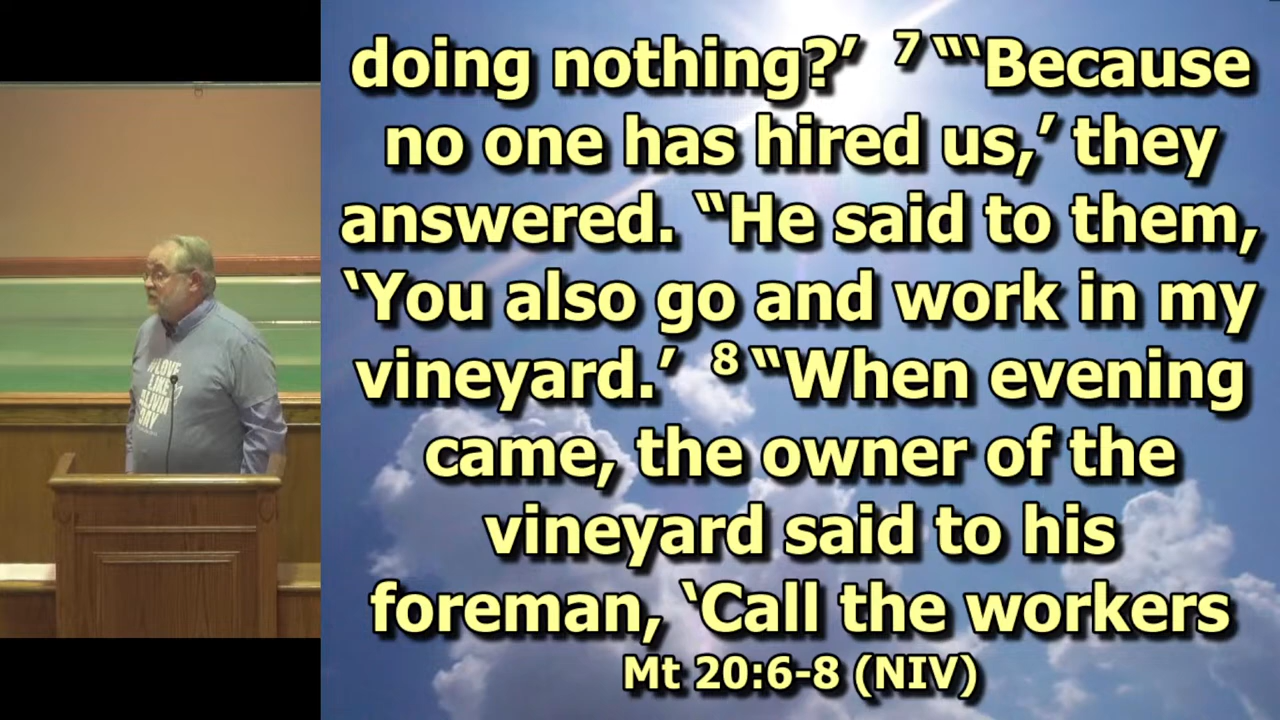 doing nothing?’ 7 “‘Because
no one has hired us,’ they
answered. “He said to them,
‘You also go and work in my
vineyard.’ 8 “When evening
came, the owner of the
vineyard said to his
foreman, ‘Call the workers
Mt 20:6-8 (NIV)
LOVE